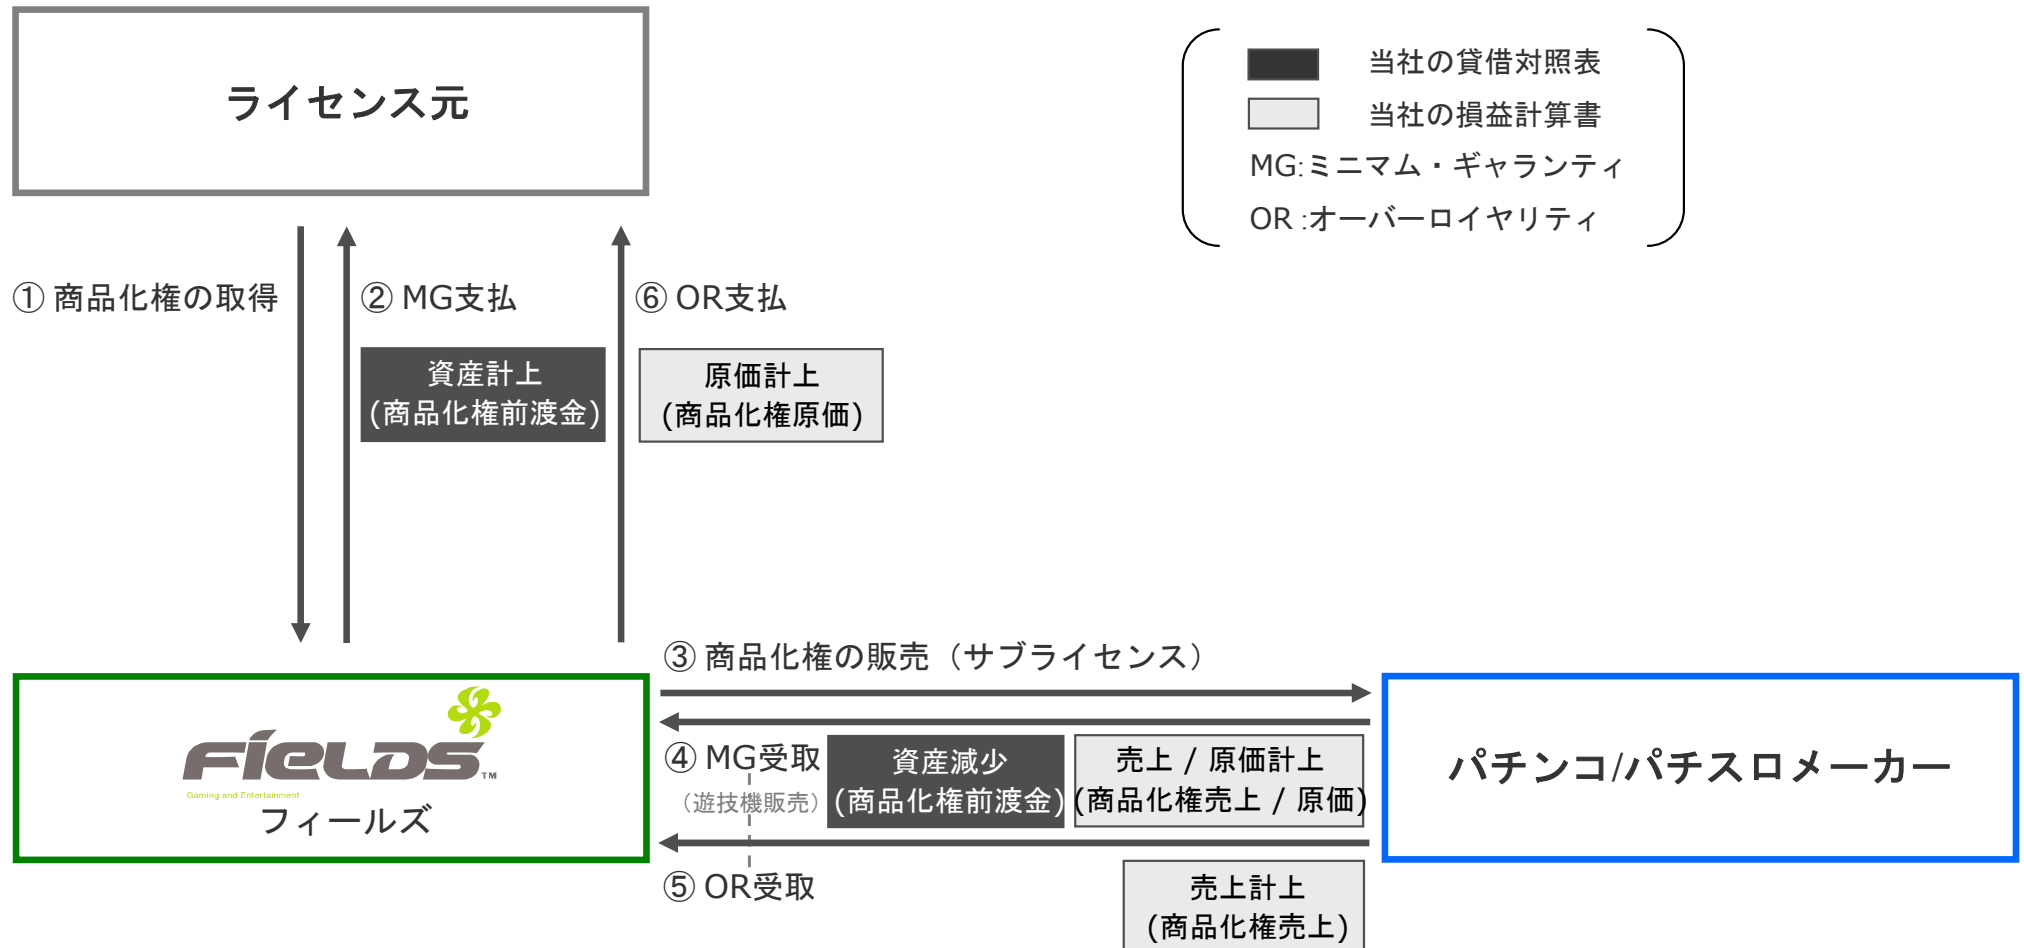 ライセンス元
当社の貸借対照表
当社の損益計算書
MG:ミニマム・ギャランティ
OR :オーバーロイヤリティ
① 商品化権の取得
② MG支払
⑥ OR支払
資産計上
(商品化権前渡金)
原価計上
(商品化権原価)
③ 商品化権の販売（サブライセンス）
FIELDS™
Gaming and Entertainment
フィールズ
④ MG受取
（遊技機販売）
資産減少
(商品化権前渡金)
売上 / 原価計上
(商品化権売上 / 原価)
パチンコ/パチスロメーカー
⑤ OR受取
売上計上
(商品化権売上)